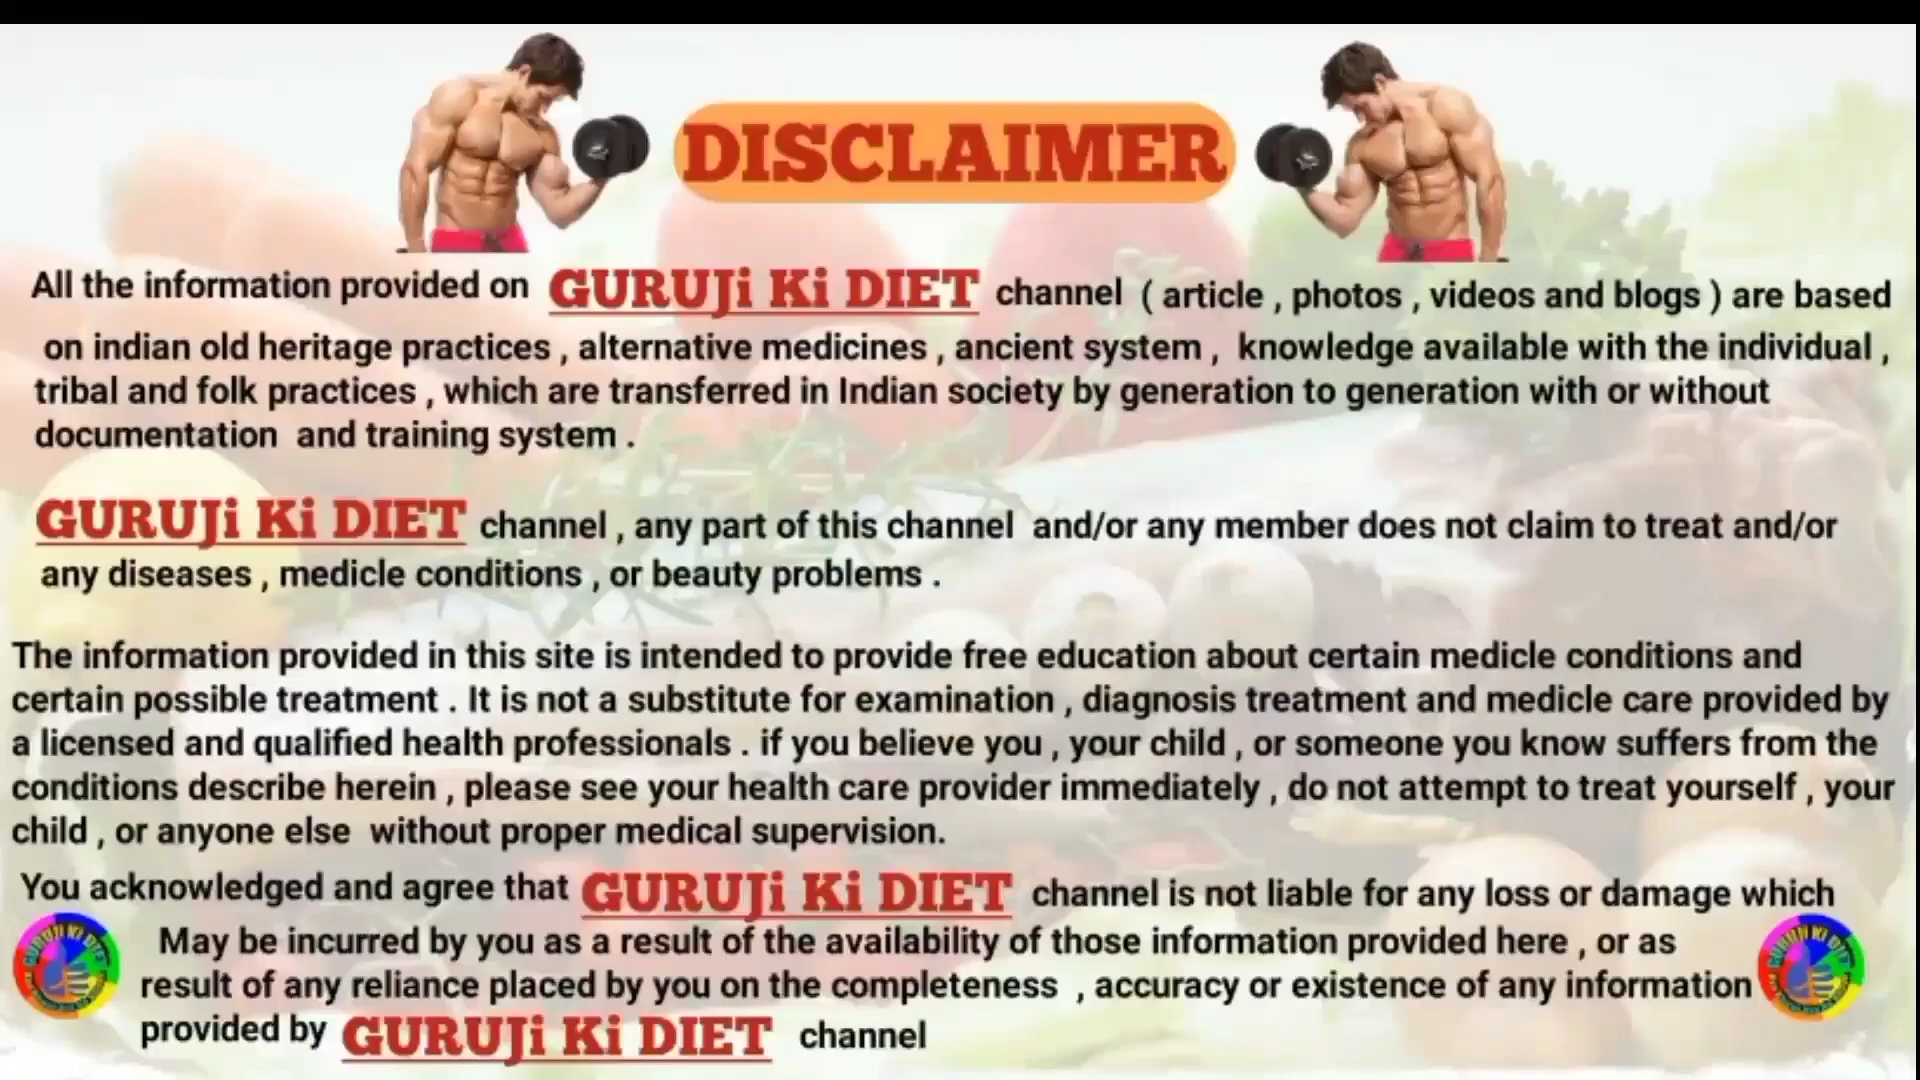 DISCLAIMER
All the information provided on GURUJi Ki DIET channel ( article , photos , videos and blogs ) are based
on indian old heritage practices , alternative medicines , ancient system , knowledge available with the individual ,
tribal and folk practices , which are transferred in Indian society by generation to generation with or without
documentation and training system .
GURUJi Ki DIET channel , any part of this channel and/or any member does not claim to treat and/or
any diseases , medicle conditions , or beauty problems .
The information provided in this site is intended to provide free education about certain medicle conditions and
certain possible treatment . It is not a substitute for examination , diagnosis treatment and medicle care provided by
a licensed and qualified health professionals . if you believe you , your child , or someone you know suffers from the
conditions describe herein , please see your health care provider immediately , do not attempt to treat yourself , your
child , or anyone else without proper medical supervision.
You acknowledged and agree that GURUJi Ki DIET channel is not liable for any loss or damage which
May be incurred by you as a result of the availability of those information provided here , or as
result of any reliance placed by you on the completeness , accuracy or existence of any information
provided by GURUJi Ki DIET channel
GURUJI KI DIET
GURUJI KI DIET